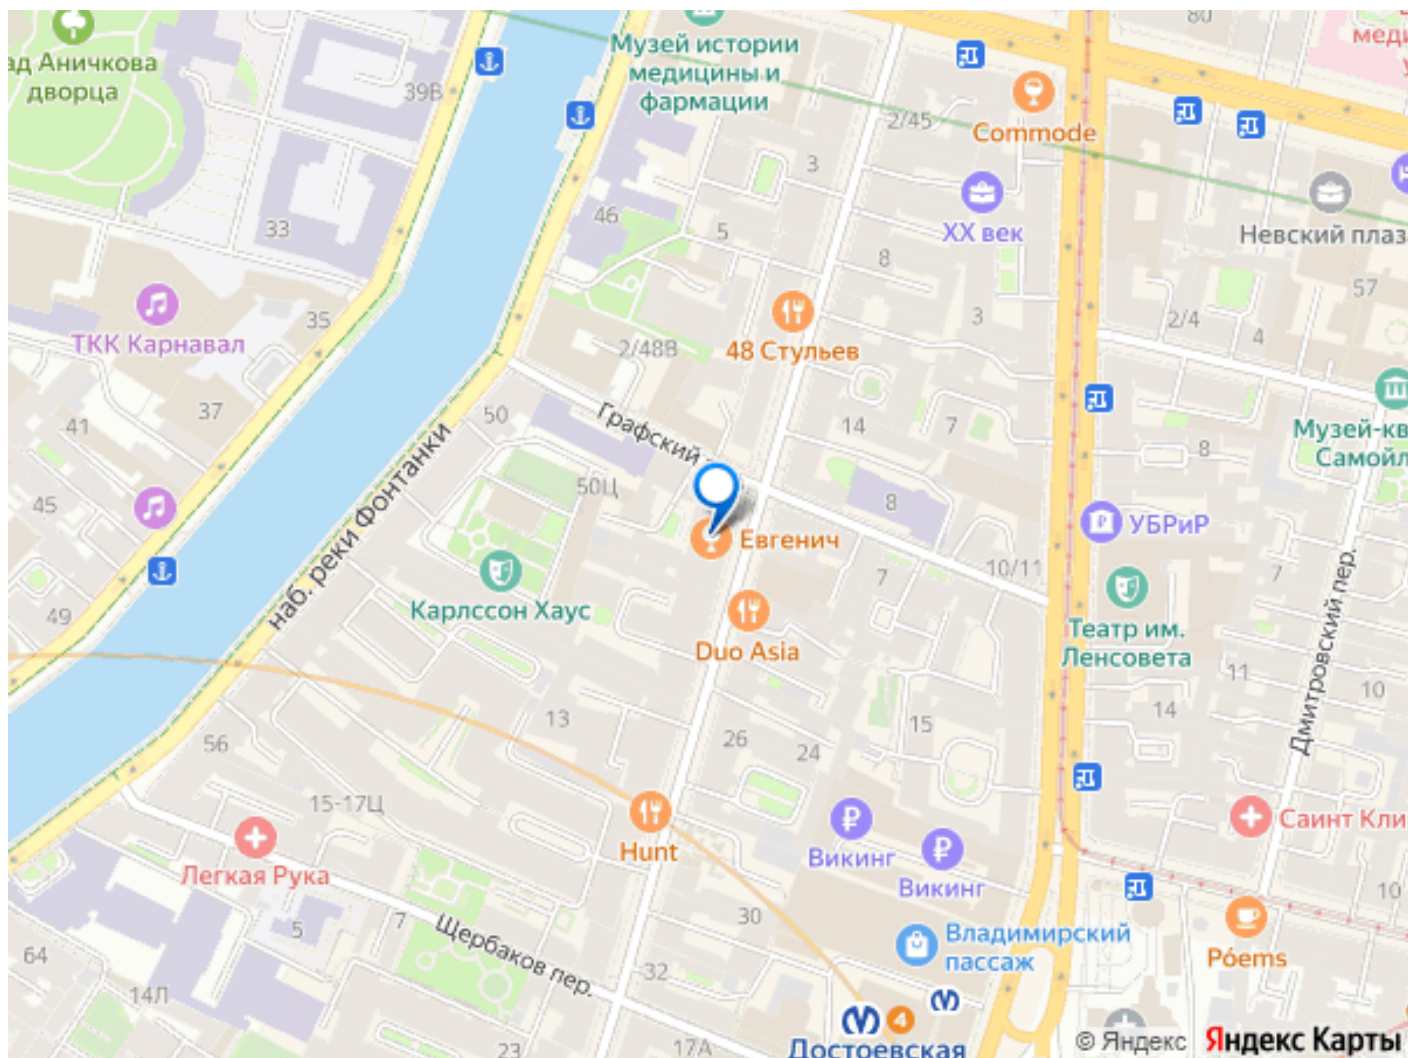 80
Музей истории
медицины и
фармации
меди
ад Аничкова
дворца
39В
2/45
Commode
3
46
XX век
Невский плаз
33
5
8
57
35
3
2/4
4
ТКК Карнавал
2/48В
48 Стульев
37
50
Графский
14
7
Музей-кв
Самойл
41
8
45
50Ц
8
УБРиР
наб. реки Фонтанки
Евгенич
Карлссон Хаус
7
10/11
7
49
Театр им.
Ленсовета
Дмитровский пер.
Duo Asia
11
10
13
15
14
56
26
24
15-17Ц
Hunt
Викинг
Викинг
Саинт Кли
Легкая Рука
10
5
7
Щербаков пер.
30
Владимирский
пассаж
Póems
64
32
14Л
4
Достоевская
23
17А
© Яндекс
Яндекс Карты